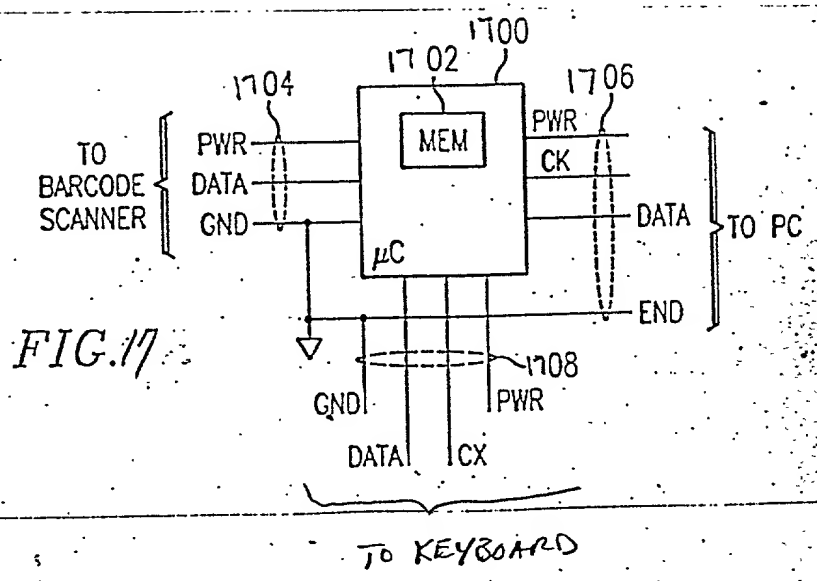 1700
1702
1704
1706
PWR
MEM
PWR
CK
TO
BARCODE
SCANNER
DATA
DATA
TO PC
GND
μC
END
FIG.17
1708
GND
PWR
DATA
CX
TO KEYBOARD